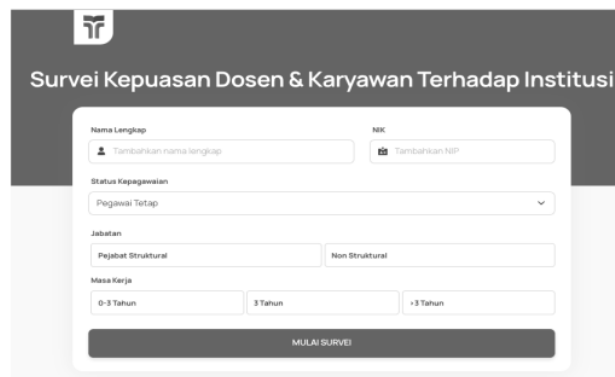 Survei Kepuasan Dosen & Karyawan Terhadap Institusi
Nama Lengkap NIK
Tambahkan nama lengkap Tambahkan NIP
Status Kepagawaian
Pegawai Tetap
Jabatan
Pejabat Struktural Non Struktural
Masa Kerja
0-3 Tahun 3 Tahun >3 Tahun
MULAI SURVEI